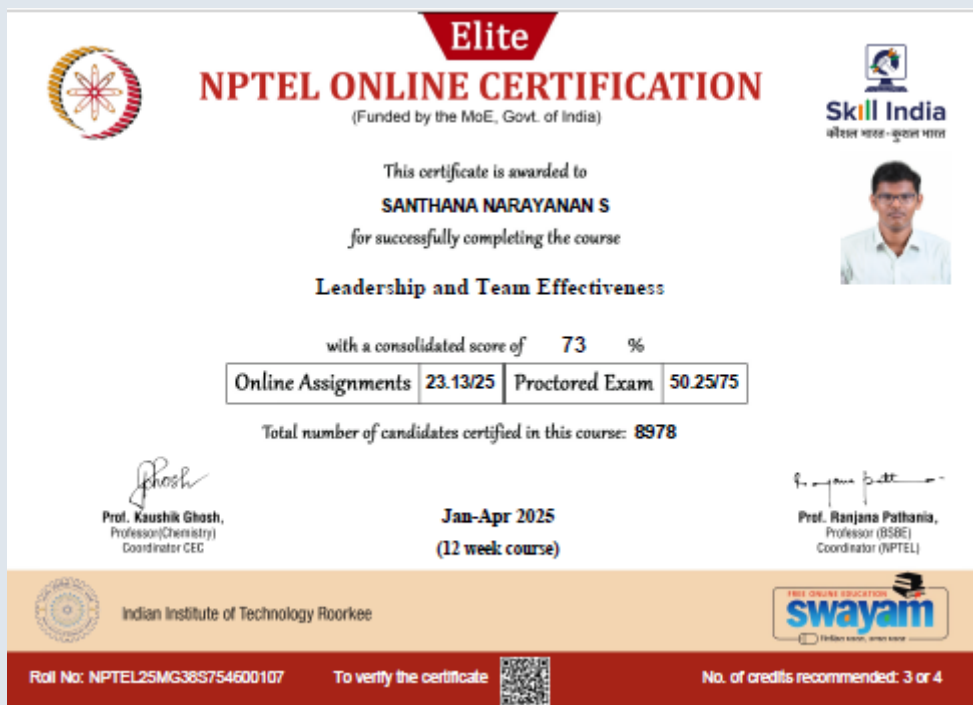 Elite
NPTEL ONLINE CERTIFICATION
(Funded by the MoE, Govt. of India)
Skill India
कौशल भारत - कुशल भारत
This certificate is awarded to
SANTHANA NARAYANAN S
for successfully completing the course
Leadership and Team Effectiveness
with a consolidated score of 73 %
Online Assignments 23.13/25 Proctored Exam 50.25/75
Total number of candidates certified in this course: 8978
Prof. Kaushik Ghosh,
Professor(Chemistry)
Coordinator CEC
Jan-Apr 2025
(12 week course)
Prof. Ranjana Pathania,
Professor (BSBE)
Coordinator (NPTEL)
Indian Institute of Technology Roorkee
FREE ONLINE EDUCATION
swayam
Roll No: NPTEL25MG38S754600107 To verify the certificate No. of credits recommended: 3 or 4